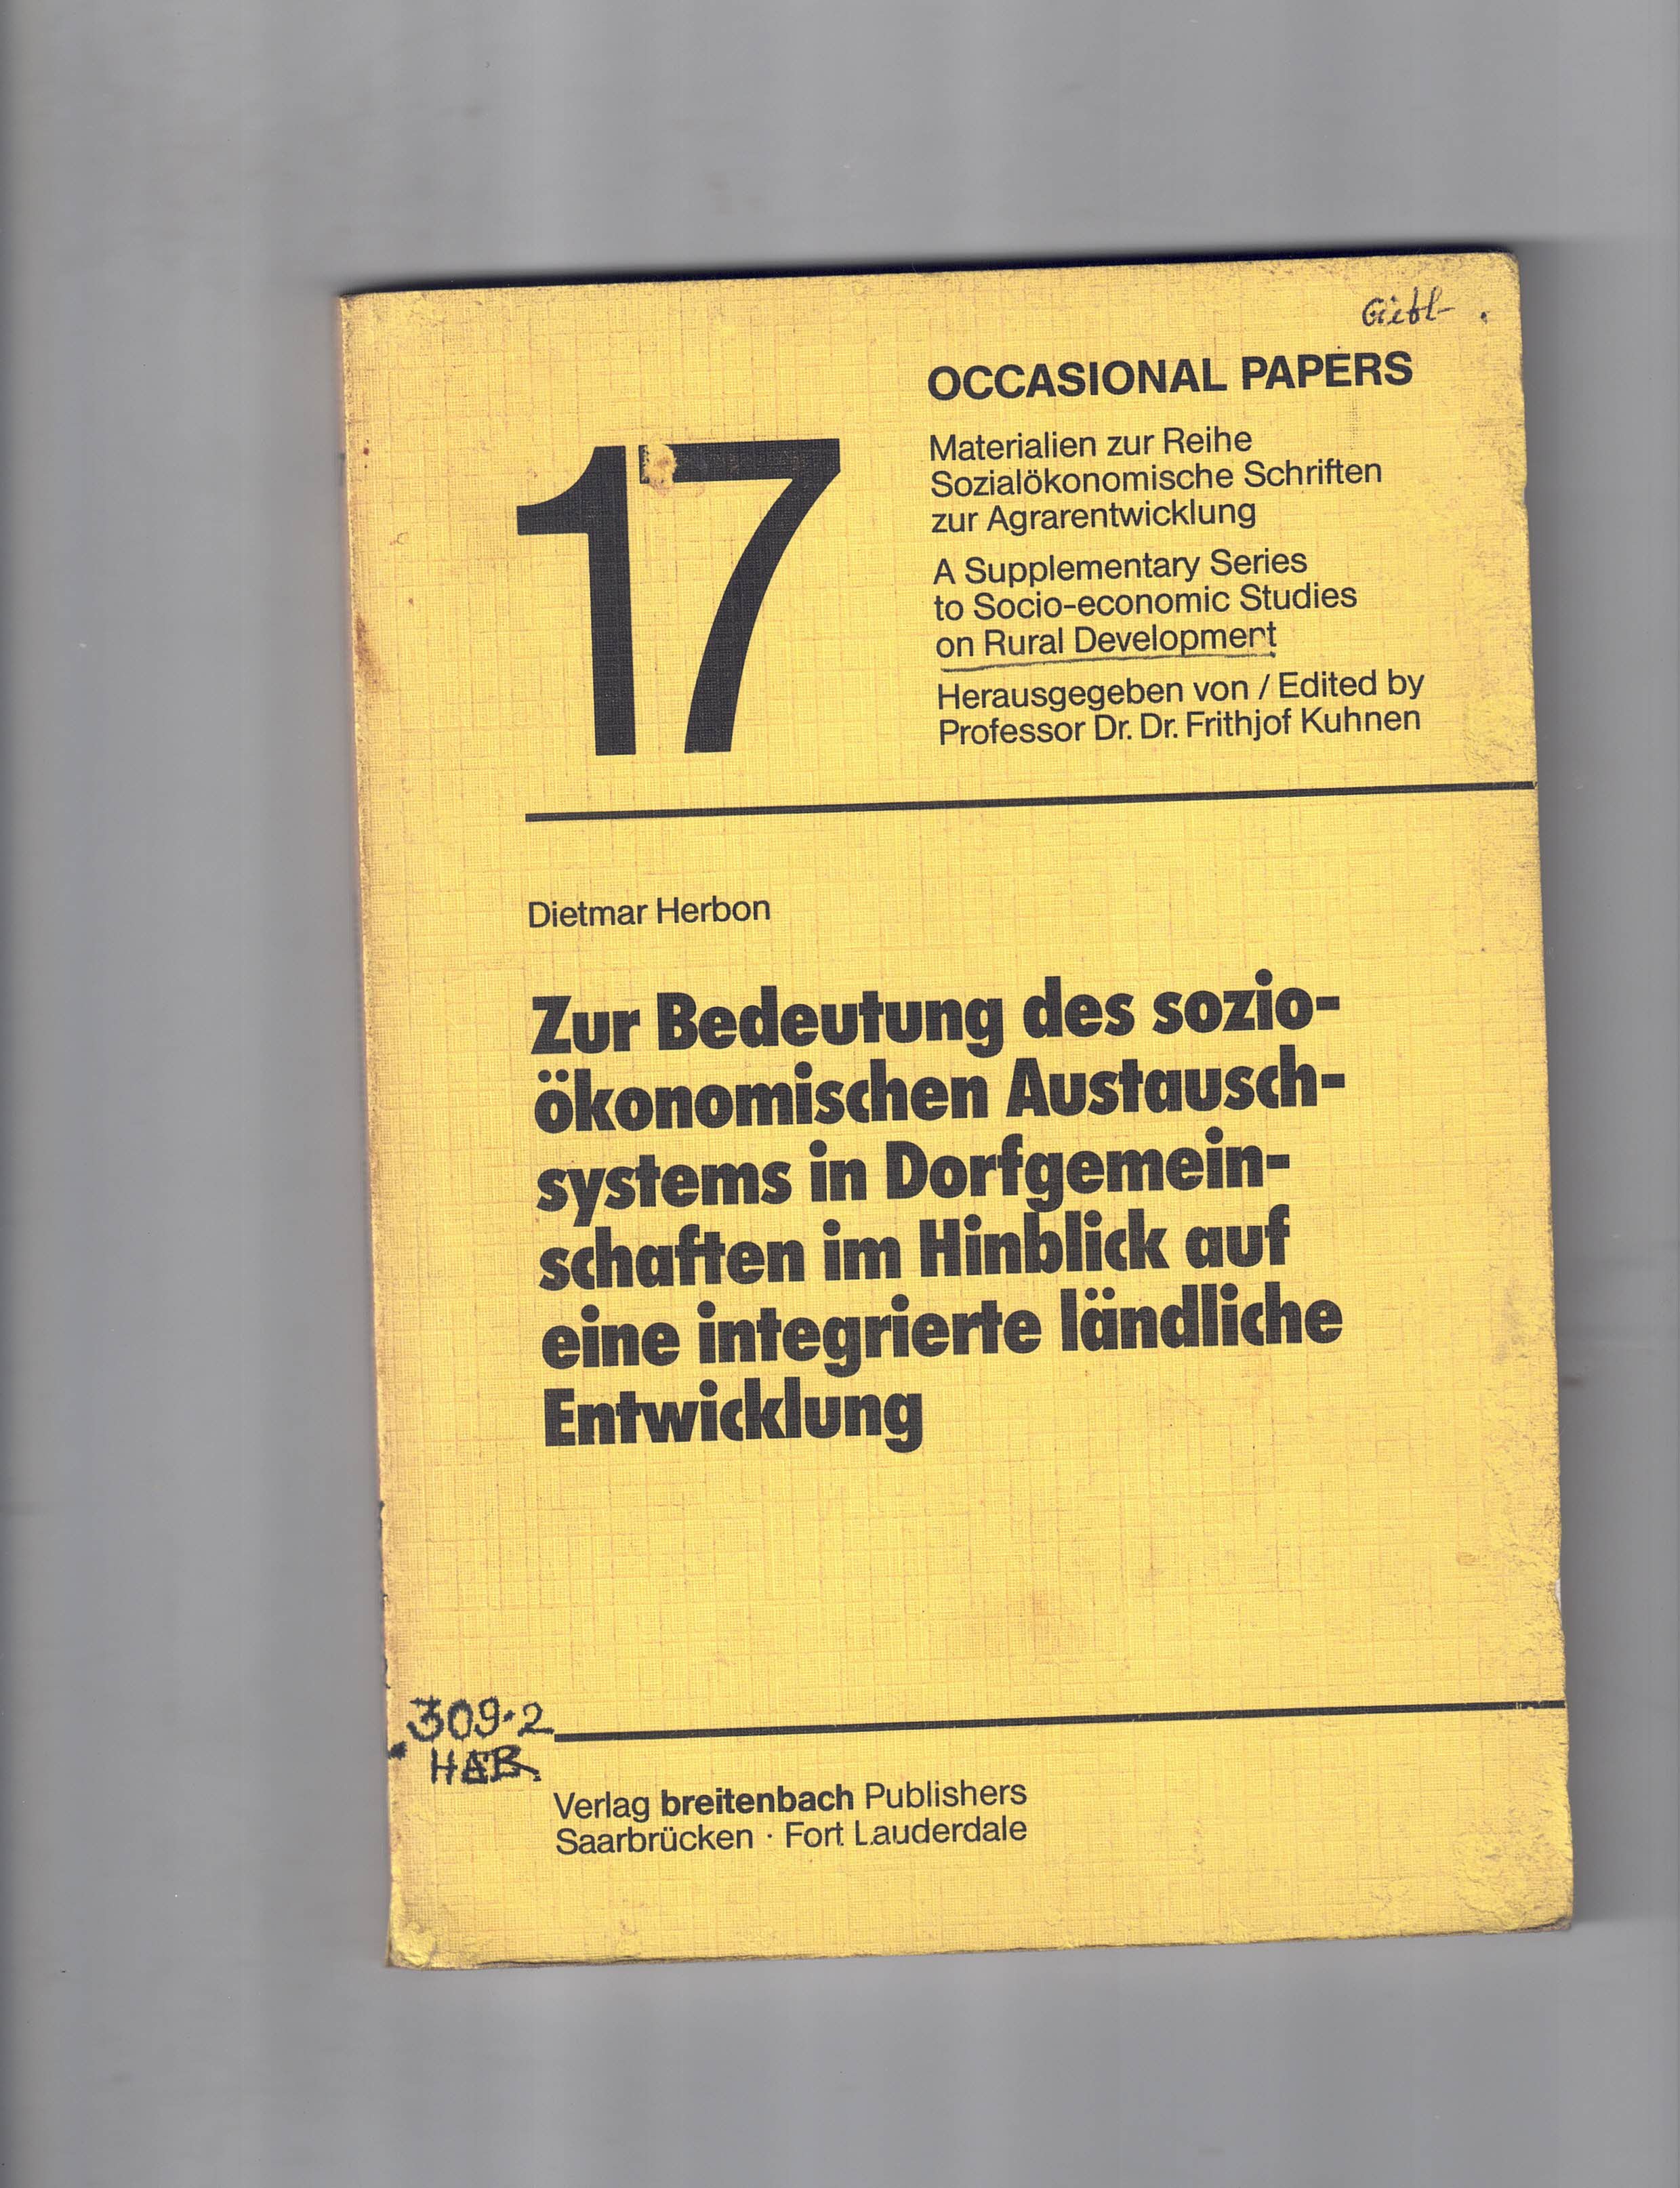 OCCASIONAL PAPERS
17
Materialien zur Reihe
Sozialökonomische Schriften
zur Agrarentwicklung
A Supplementary Series
to Socio-economic Studies
on Rural Development
Herausgegeben von / Edited by
Professor Dr. Dr. Frithjof Kuhnen
Dietmar Herbon
Zur Bedeutung des sozio-
ökonomischen Austausch-
systems in Dorfgemein-
schaften im Hinblick auf
eine integrierte ländliche
Entwicklung
309.2
Verlag breitenbach Publishers
Saarbrücken · Fort Lauderdale